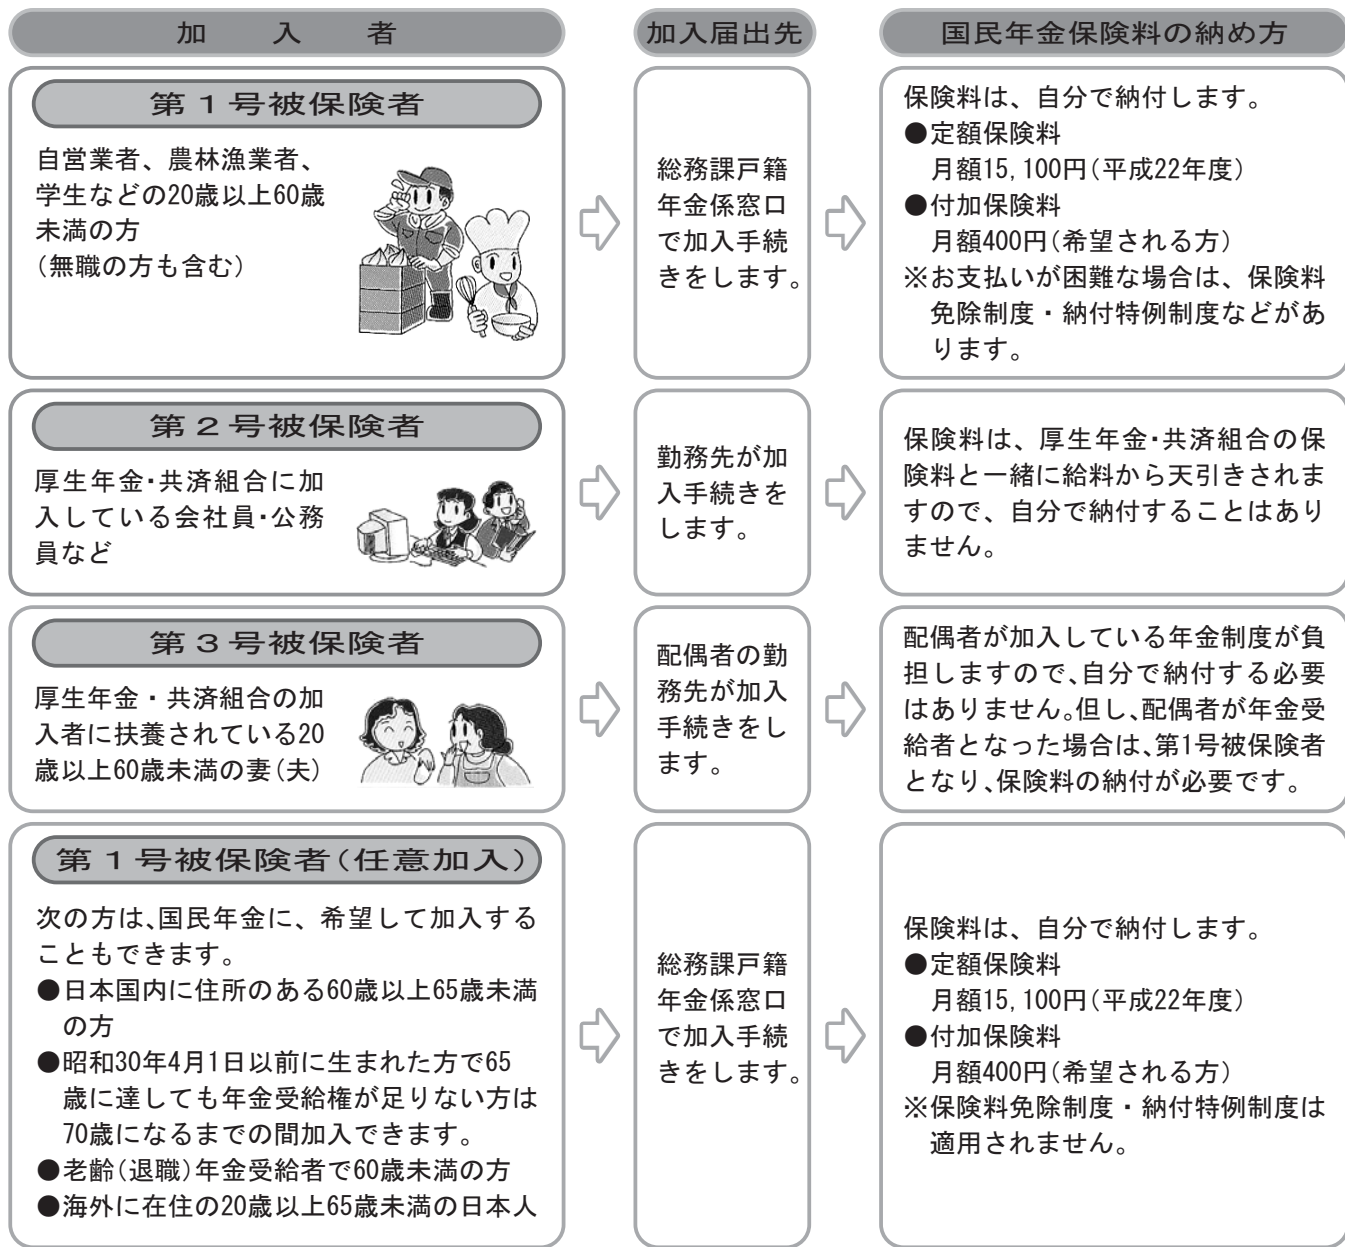 加入者
加入届出先
国民年金保険料の納め方
第1号被保険者
自営業者、農林漁業者、
学生などの20歳以上60歳
未満の方
(無職の方も含む)
総務課戸籍
年金係窓口
で加入手続
きをします。
保険料は、自分で納付します。
●定額保険料
月額15,100円(平成22年度)
●付加保険料
月額400円(希望される方)
※お支払いが困難な場合は、保険料
免除制度・納付特例制度などがあ
ります。
第2号被保険者
厚生年金・共済組合に加
入している会社員・公務
員など
勤務先が加
入手続きを
します。
保険料は、厚生年金・共済組合の保
険料と一緒に給料から天引きされま
すので、自分で納付することはあり
ません。
第3号被保険者
厚生年金・共済組合の加
入者に扶養されている20
歳以上60歳未満の妻(夫)
配偶者の勤
務先が加入
手続きをし
ます。
配偶者が加入している年金制度が負
担しますので、自分で納付する必要
はありません。但し、配偶者が年金受
給者となった場合は、第1号被保険者
となり、保険料の納付が必要です。
第1号被保険者(任意加入)
次の方は、国民年金に、希望して加入する
こともできます。
●日本国内に住所のある60歳以上65歳未満
の方
●昭和30年4月1日以前に生まれた方で65
歳に達しても年金受給権が足りない方は
70歳になるまでの間加入できます。
●老齢(退職)年金受給者で60歳未満の方
●海外に在住の20歳以上65歳未満の日本人
総務課戸籍
年金係窓口
で加入手続
きをします。
保険料は、自分で納付します。
●定額保険料
月額15,100円(平成22年度)
●付加保険料
月額400円(希望される方)
※保険料免除制度・納付特例制度は
適用されません。